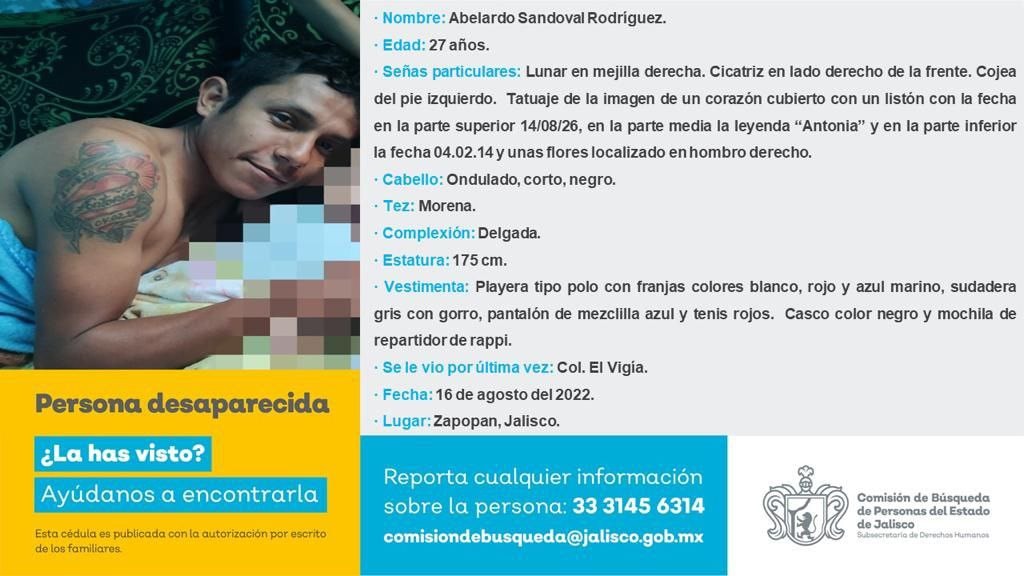 · Nombre: Abelardo Sandoval Rodríguez.
· Edad: 27 años.
· Señas particulares: Lunar en mejilla derecha. Cicatriz en lado derecho de la frente. Cojea
del pie izquierdo. Tatuaje de la imagen de un corazón cubierto con un listón con la fecha
en la parte superior 14/08/26, en la parte media la leyenda “Antonia” y en la parte inferior
la fecha 04.02.14 y unas flores localizado en hombro derecho.
· Cabello: Ondulado, corto, negro.
· Tez: Morena.
· Complexión: Delgada.
· Estatura: 175 cm.
· Vestimenta: Playera tipo polo con franjas colores blanco, rojo y azul marino, sudadera
gris con gorro, pantalón de mezclilla azul y tenis rojos. Casco color negro y mochila de
repartidor de rappi.
· Se le vio por última vez: Col. El Vigía.
· Fecha: 16 de agosto del 2022.
· Lugar: Zapopan, Jalisco.
Persona desaparecida
¿La has visto?
Ayúdanos a encontrarla
Esta cédula es publicada con la autorización por escrito
de los familiares.
Reporta cualquier información
sobre la persona: 33 3145 6314
comisiondebusqueda@jalisco.gob.mx
Comisión de Búsqueda
de Personas del Estado
de Jalisco
Subsecretaría de Derechos Humanos